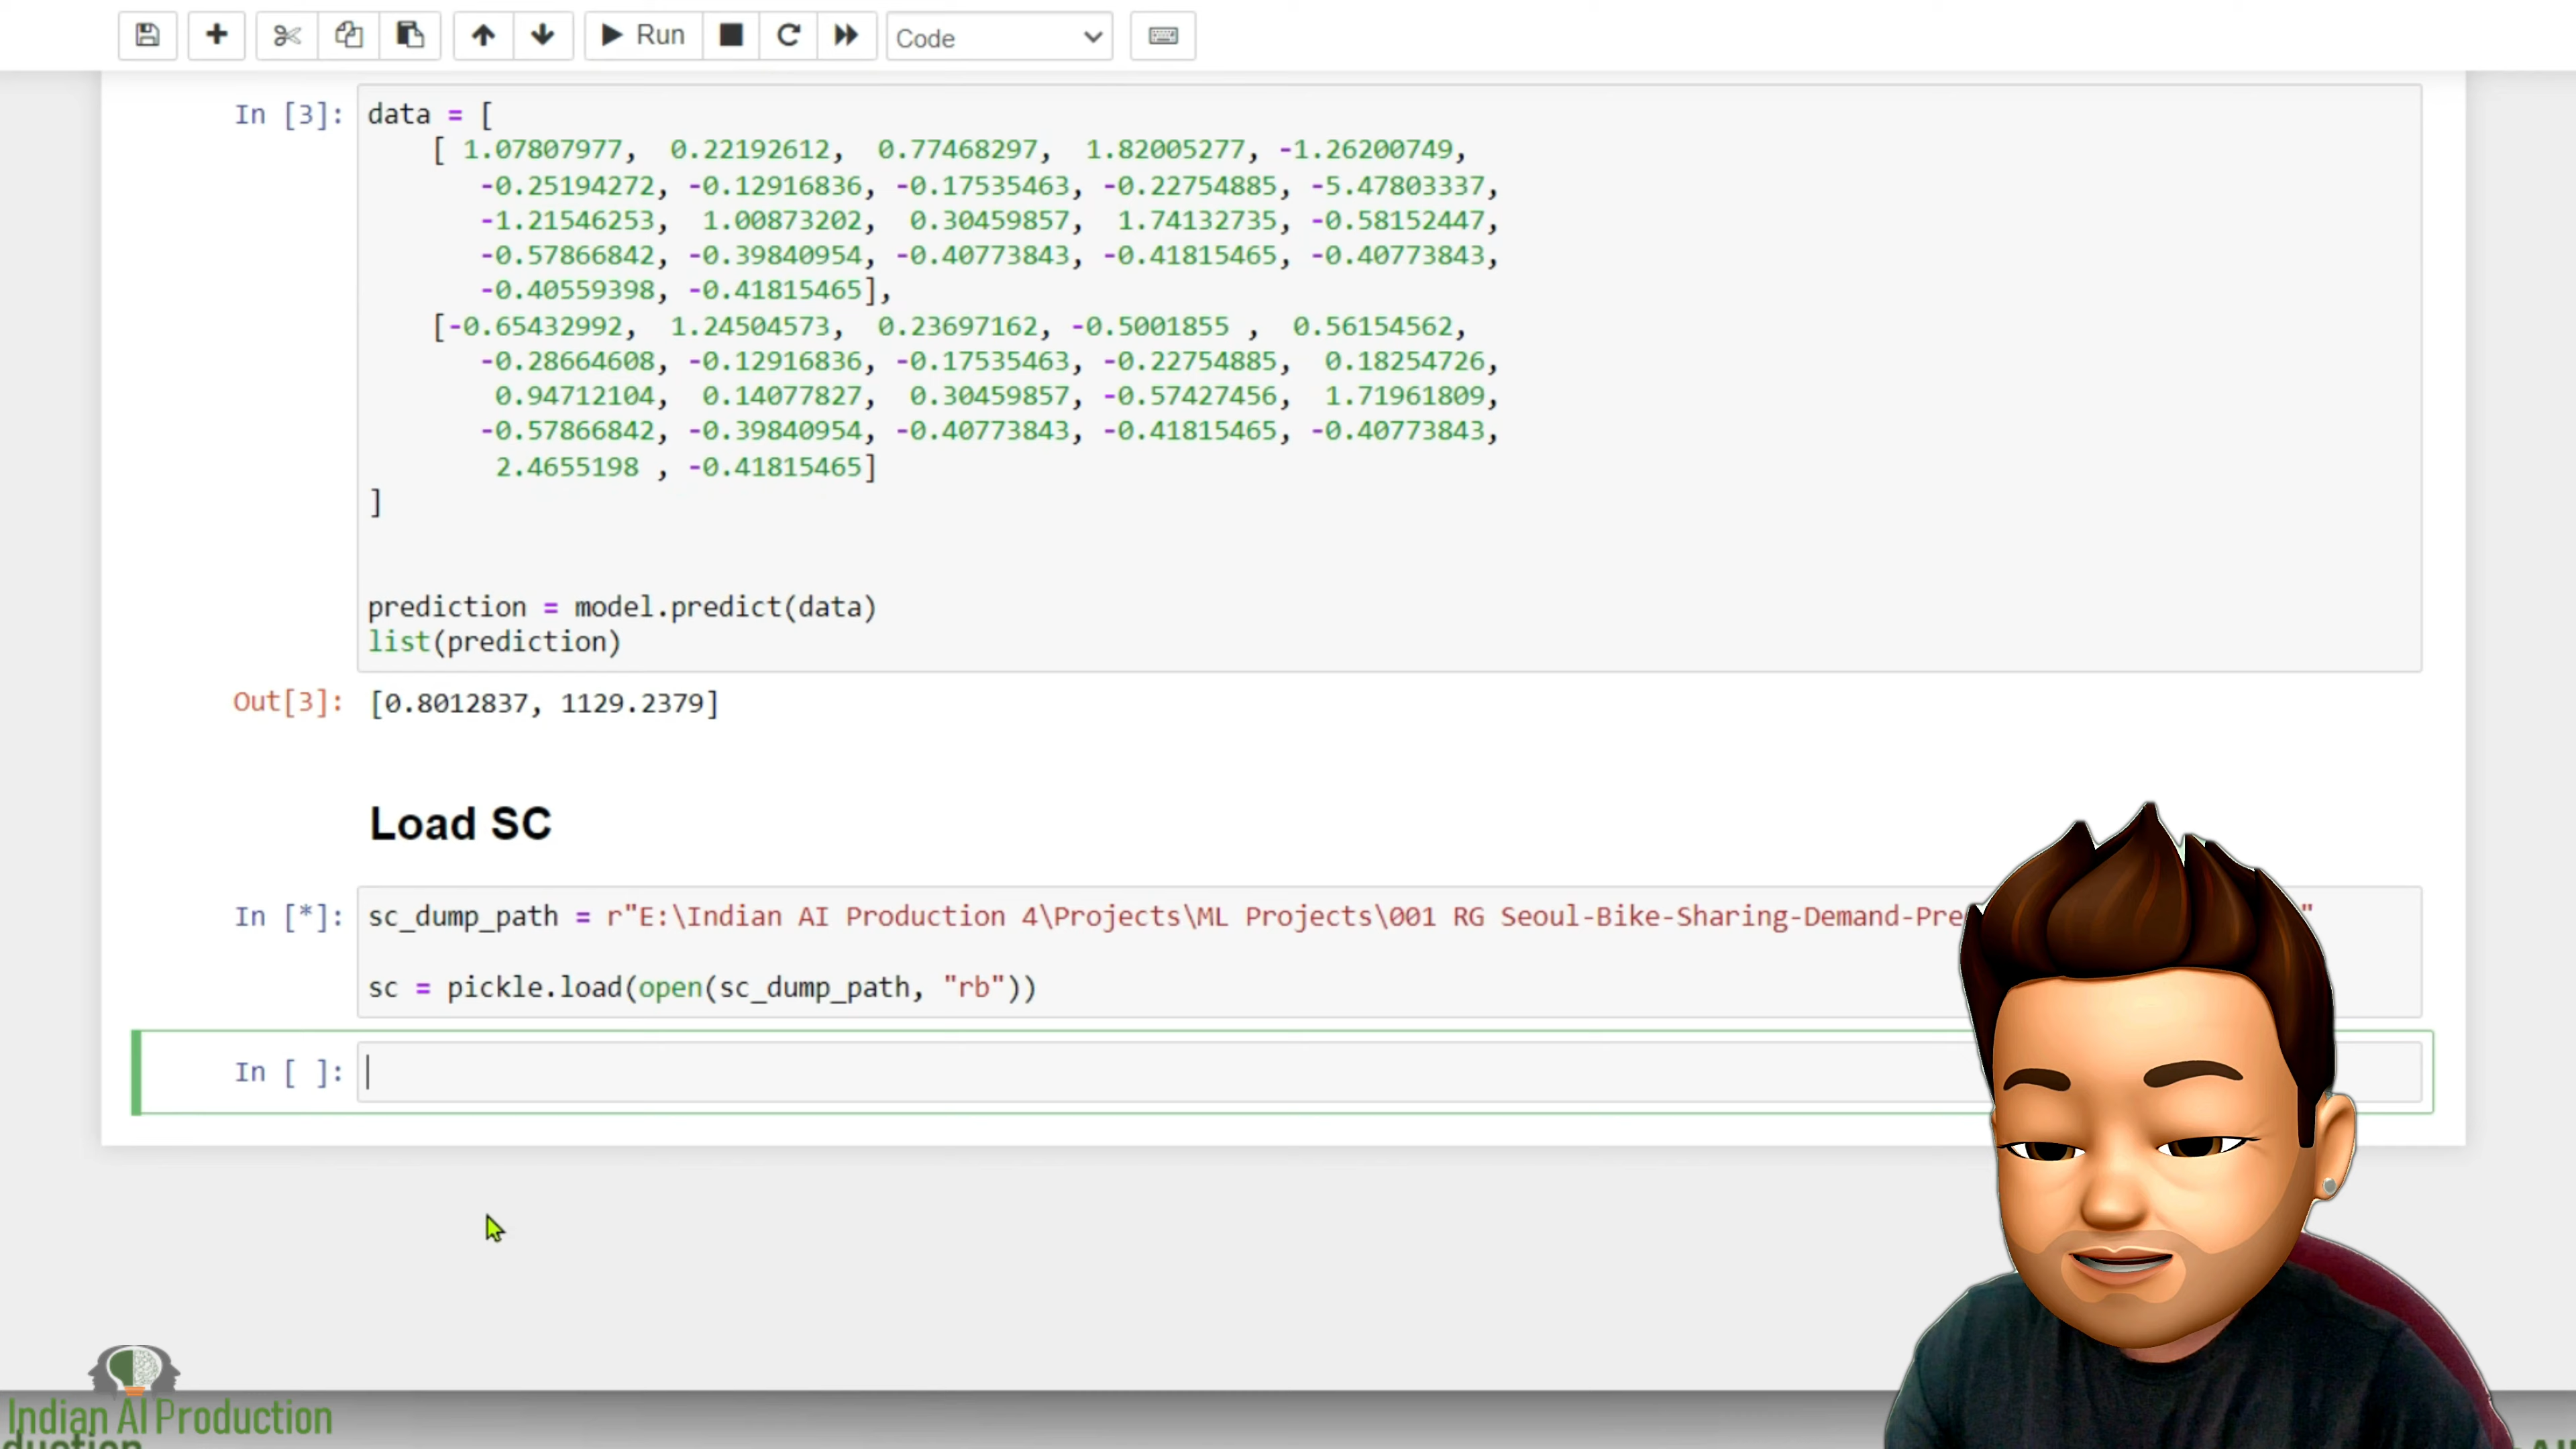 Run
Code
In [3]:
data = [
[ 1.07807977, 0.22192612, 0.77468297, 1.82005277, -1.26200749,
-0.25194272, -0.12916836, -0.17535463, -0.22754885, -5.47803337,
-1.21546253, 1.00873202, 0.30459857, 1.74132735, -0.58152447,
-0.57866842, -0.39840954, -0.40773843, -0.41815465, -0.40773843,
-0.40559398, -0.41815465],
[-0.65432992, 1.24504573, 0.23697162, -0.5001855 , 0.56154562,
-0.28664608, -0.12916836, -0.17535463, -0.22754885, 0.18254726,
0.94712104, 0.14077827, 0.30459857, -0.57427456, 1.71961809,
-0.57866842, -0.39840954, -0.40773843, -0.41815465, -0.40773843,
2.4655198 , -0.41815465]
]
prediction = model.predict(data)
list(prediction)
Out[3]: [0.8012837, 1129.2379]
Load SC
In [*]: sc_dump_path = r"E:\Indian AI Production 4\Projects\ML Projects\001 RG Seoul-Bike-Sharing-Demand-Pre "
sc = pickle.load(open(sc_dump_path, "rb"))
In [ ]:
Indian AI Production